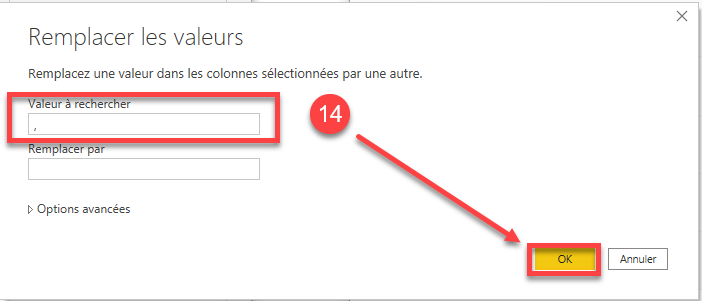 Remplacer les valeurs
Remplacez une valeur dans les colonnes sélectionnées par une autre.
Valeur à rechercher
,
14
Remplacer par
Options avancées
OK Annuler